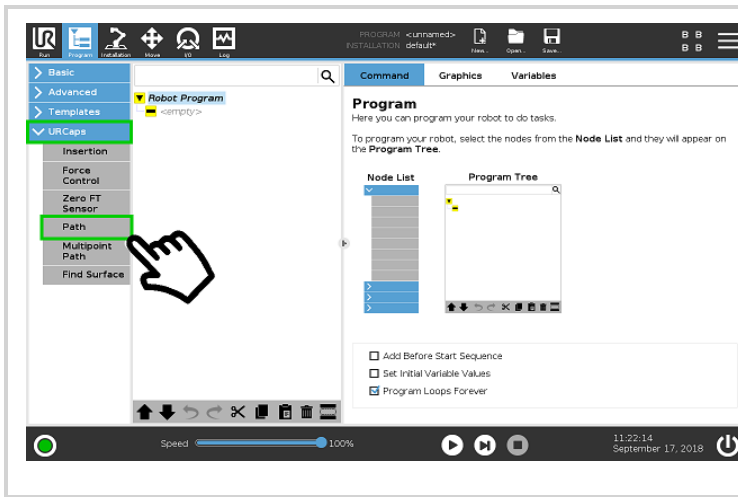 PROGRAM <unnamed>
INSTALLATION default*
Run
Program
Installation
Move
I/O
Log
New...
Open...
Save...
B B
B B
Basic
Advanced
Templates
URCaps
Insertion
Force
Control
Zero FT
Sensor
Path
Multipoint
Path
Find Surface
Robot Program
<empty>
Command Graphics Variables
Program
Here you can program your robot to do tasks.
To program your robot, select the nodes from the Node List and they will appear on
the Program Tree.
Node List Program Tree
Add Before Start Sequence
Set Initial Variable Values
Program Loops Forever
Speed 100%
11:22:14
September 17, 2018